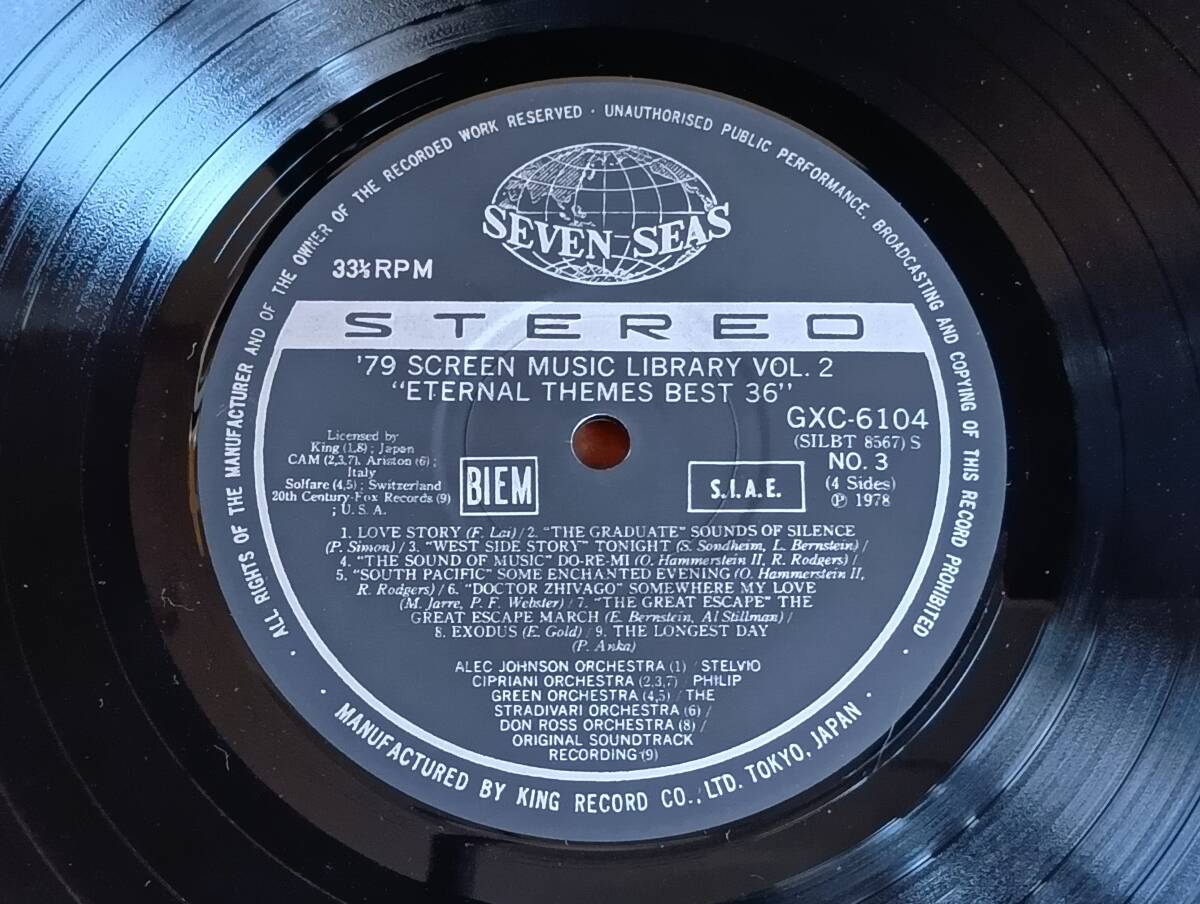 ALL RIGHTS OF THE MANUFACTURER AND OF THE OWNER OF THE RECORDED WORK RESERVED · UNAUTHORISED PUBLIC PERFORMANCE, BROADCASTING AND COPYING OF THIS RECORD PROHIBITED
SEVEN SEAS
33⅓RPM
STEREO
'79 SCREEN MUSIC LIBRARY VOL. 2
"ETERNAL THEMES BEST 36"
GXC-6104
(SILBT 8567) S
NO. 3
(4 Sides)
Ⓟ 1978
Licensed by
King (1,8) ; Japan
CAM (2,3,7), Ariston (6) ;
Italy
Solfare (4,5) ; Switzerland
20th Century-Fox Records (9)
; U. S. A.
BIEM
S.I.A.E.
1. LOVE STORY (F. Lai) / 2. "THE GRADUATE" SOUNDS OF SILENCE
(P. Simon) / 3. "WEST SIDE STORY" TONIGHT (S. Sondheim, L. Bernstein) /
4. "THE SOUND OF MUSIC" DO-RE-MI (O. Hammerstein II, R. Rodgers) /
5. "SOUTH PACIFIC" SOME ENCHANTED EVENING (O. Hammerstein II,
R. Rodgers) / 6. "DOCTOR ZHIVAGO" SOMEWHERE MY LOVE
(M. Jarre, P. F. Webster) / 7. "THE GREAT ESCAPE" THE
GREAT ESCAPE MARCH (E. Bernstein, Al Stillman) /
8. EXODUS (E. Gold) / 9. THE LONGEST DAY
(P. Anka)
ALEC JOHNSON ORCHESTRA (1) / STELVIO
CIPRIANI ORCHESTRA (2,3,7) / PHILIP
GREEN ORCHESTRA (4,5) / THE
STRADIVARI ORCHESTRA (6) /
DON ROSS ORCHESTRA (8) /
ORIGINAL SOUNDTRACK
RECORDING (9)
MANUFACTURED BY KING RECORD CO., LTD. TOKYO, JAPAN